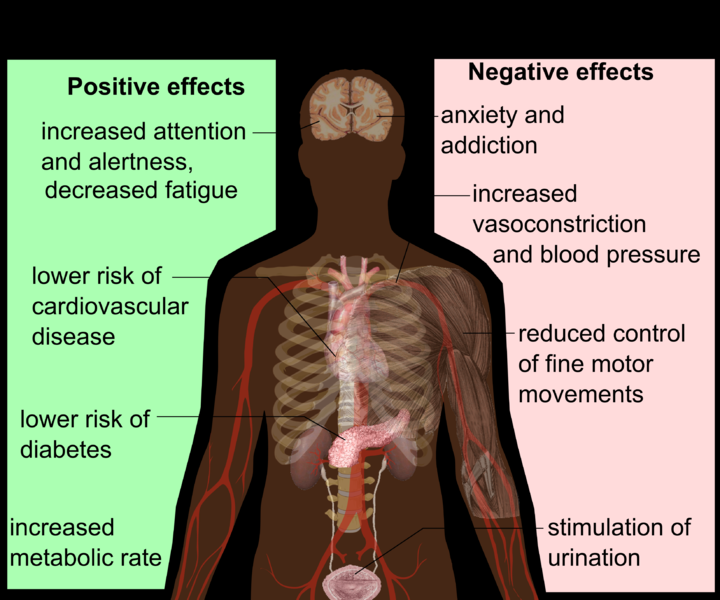 Positive effects
increased attention
and alertness,
decreased fatigue
lower risk of
cardiovascular
disease
lower risk of
diabetes
increased
metabolic rate
Negative effects
anxiety and
addiction
increased
vasoconstriction
and blood pressure
reduced control
of fine motor
movements
stimulation of
urination